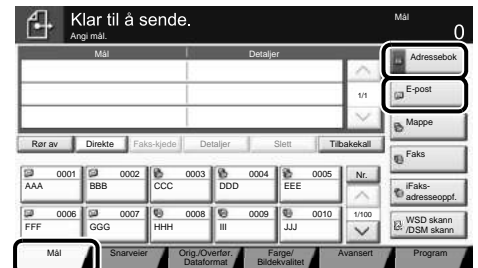 Klar til å sende.
Angi mål.
Mål
0
Mål Detaljer
1/1
Rør av Direkte Faks-kjede Detaljer Slett Tilbakekall
0001 0002 0003 0004 0005 Nr.
AAA BBB CCC DDD EEE
0006 0007 0008 0009 0010 1/100
FFF GGG HHH III JJJ
Adressebok
E-post
Mappe
Faks
iFaks-
adresseoppf.
WSD skann
/DSM skann
Mål Snarveier Orig./Overfør. Farge/ Avansert Program
Dataformat Bildekvalitet